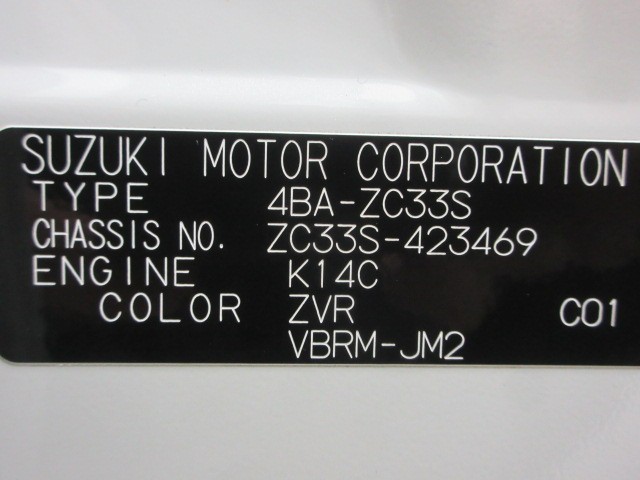 SUZUKI MOTOR CORPORATION
TYPE 4BA-ZC33S
CHASSIS NO. ZC33S-423469
ENGINE K14C
COLOR ZVR C01
VBRM-JM2